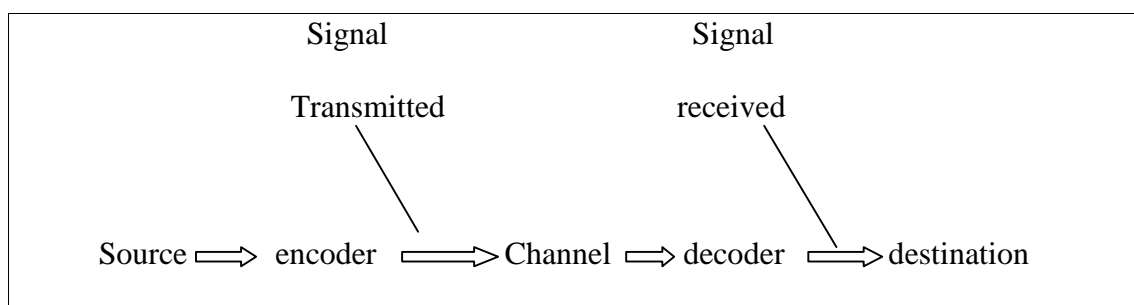 Signal Signal
Transmitted received
Source encoder Channel decoder destination